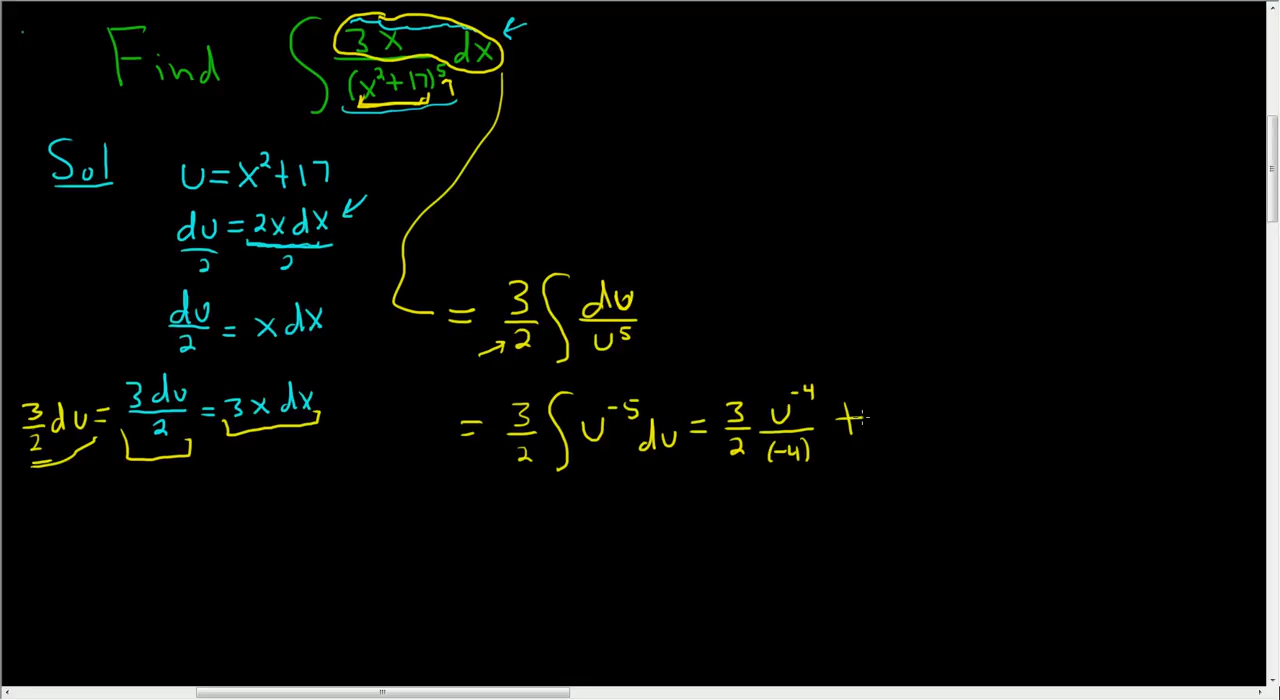 Find ∫ 3x/(x²+17)⁵ dx
Sol u = x²+17
du/2 = 2x dx/2
du/2 = x dx
3/2 du = 3du/2 = 3x dx
= 3/2 ∫ du/u⁵
= 3/2 ∫ u⁻⁵ du = 3/2 u⁻⁴/(-4) +